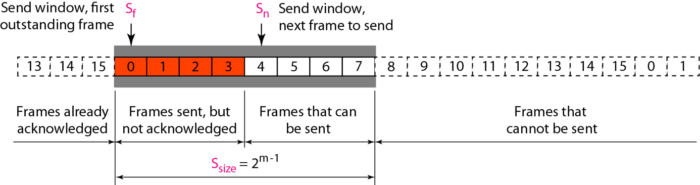 Send window, first
outstanding frame
Sf
Sn
Send window,
next frame to send
13 14 15 0 1 2 3 4 5 6 7 8 9 10 11 12 13 14 15 0 1
Frames already
acknowledged
Frames sent, but
not acknowledged
Frames that can
be sent
Frames that
cannot be sent
Ssize = 2^m-1